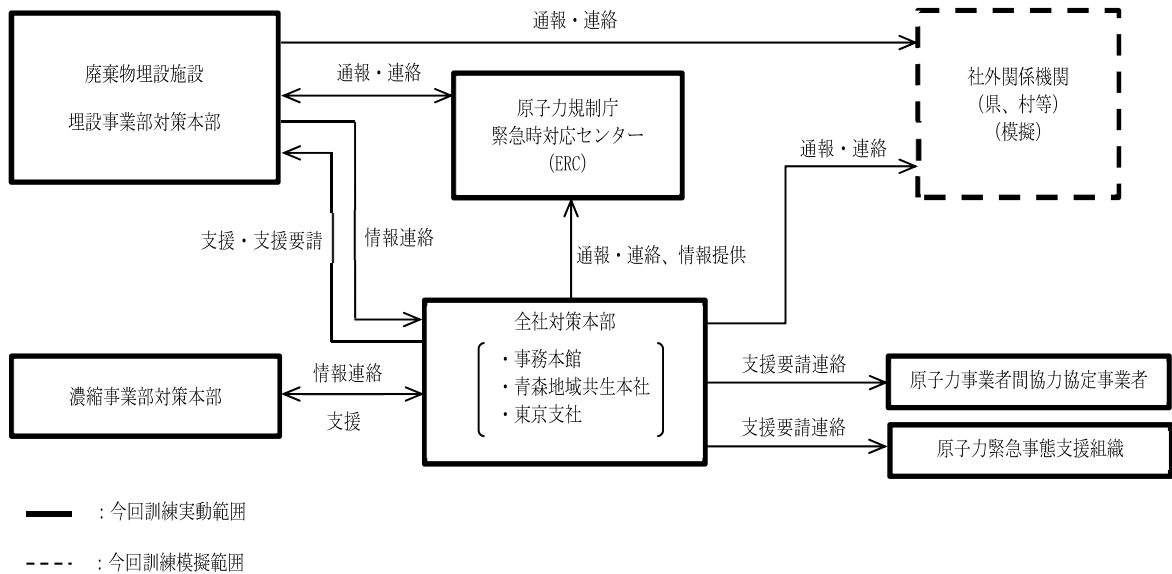 通報・連絡
廃棄物埋設施設
埋設事業部対策本部
通報・連絡
原子力規制庁
緊急時対応センター
(ERC)
社外関係機関
(県、村等)
(模擬)
通報・連絡
支援・支援要請
情報連絡
通報・連絡、情報提供
全社対策本部
・事務本館
・青森地域共生本社
・東京支社
濃縮事業部対策本部
情報連絡
支援
支援要請連絡
原子力事業者間協力協定事業者
支援要請連絡
原子力緊急事態支援組織
：今回訓練実動範囲
：今回訓練模擬範囲